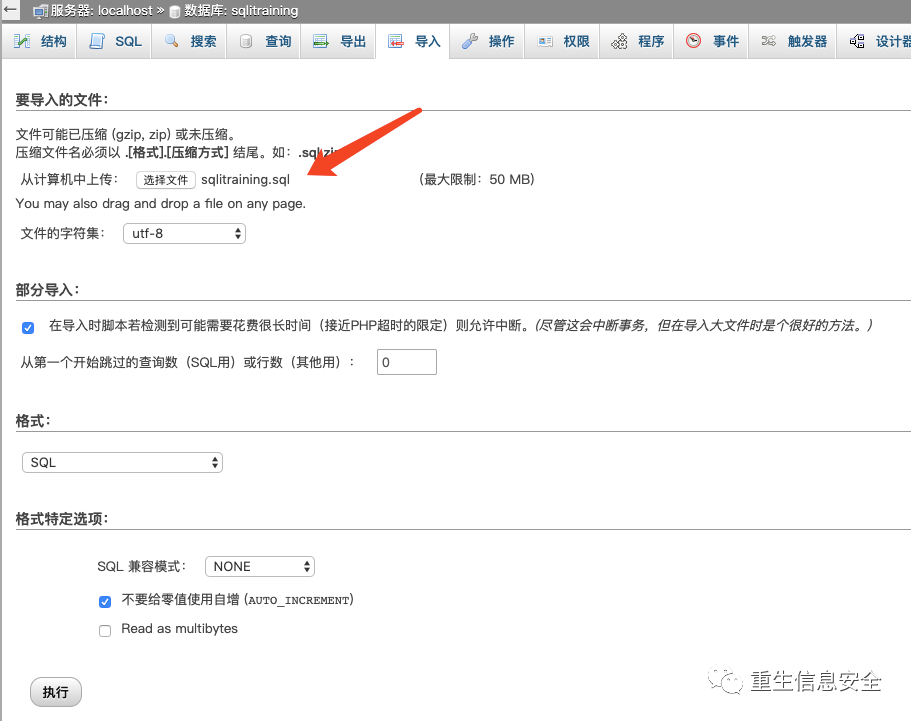 服务器: localhost » 数据库: sqlitraining
结构 SQL 搜索 查询 导出 导入 操作 权限 程序 事件 触发器
要导入的文件：
文件可能已压缩 (gzip, zip) 或未压缩。
压缩文件名必须以 .[格式].[压缩方式] 结尾。如：
从计算机中上传： 选择文件 sqlitraining.sql (最大限制：50 MB)
You may also drag and drop a file on any page.
文件的字符集： utf-8
部分导入：
在导入时脚本若检测到可能需要花费很长时间（接近PHP超时的限定）则允许中断。(尽管这会中断事务，但在导入大文件时是个很好的方法。)
从第一个开始跳过的查询数（SQL用）或行数（其他用）： 0
格式：
SQL
格式特定选项：
SQL 兼容模式： NONE
不要给零值使用自增 (AUTO_INCREMENT)
Read as multibytes
执行
重生信息安全